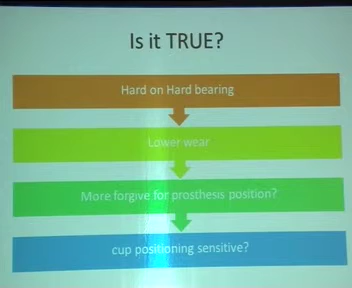 Is it TRUE?
Hard on Hard bearing
Lower wear
More forgive for prosthesis position?
cup positioning sensitive?